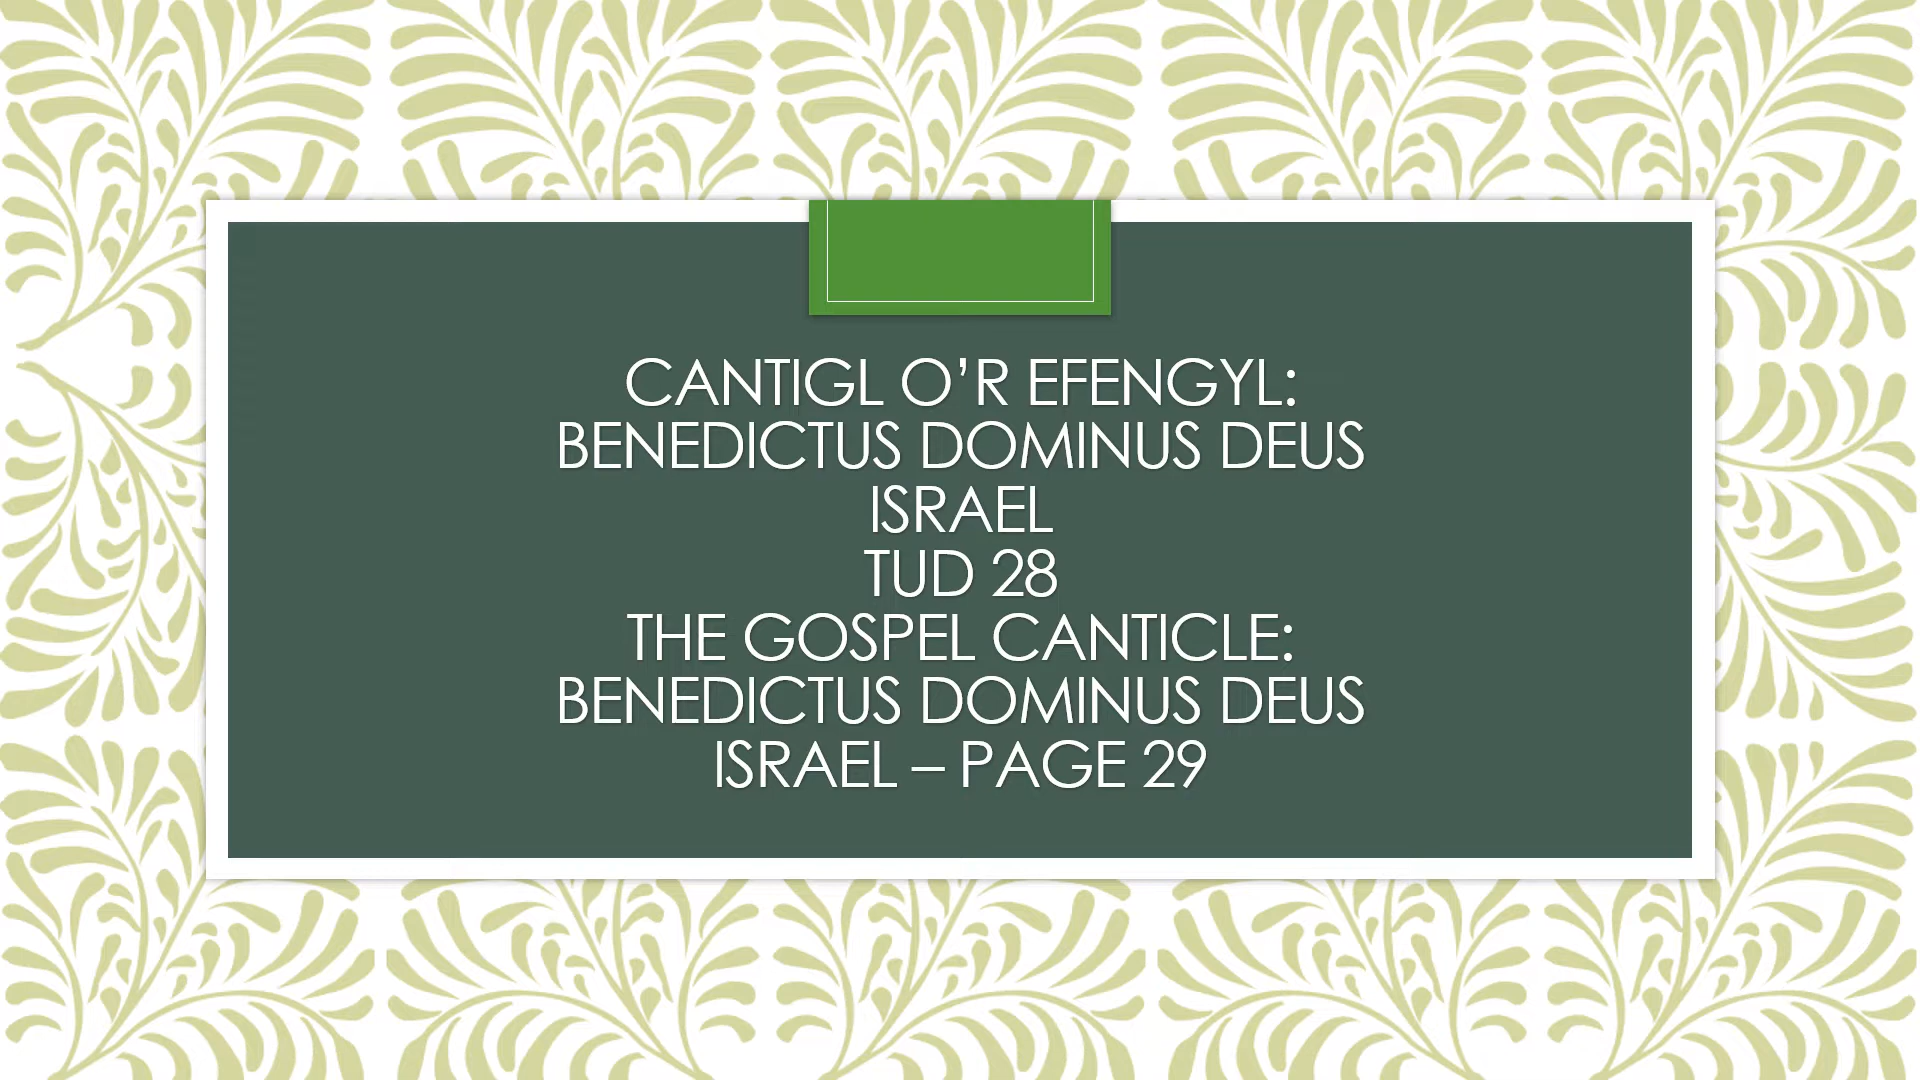 CANTIGL O’R EFENGYL:
BENEDICTUS DOMINUS DEUS
ISRAEL
TUD 28
THE GOSPEL CANTICLE:
BENEDICTUS DOMINUS DEUS
ISRAEL – PAGE 29